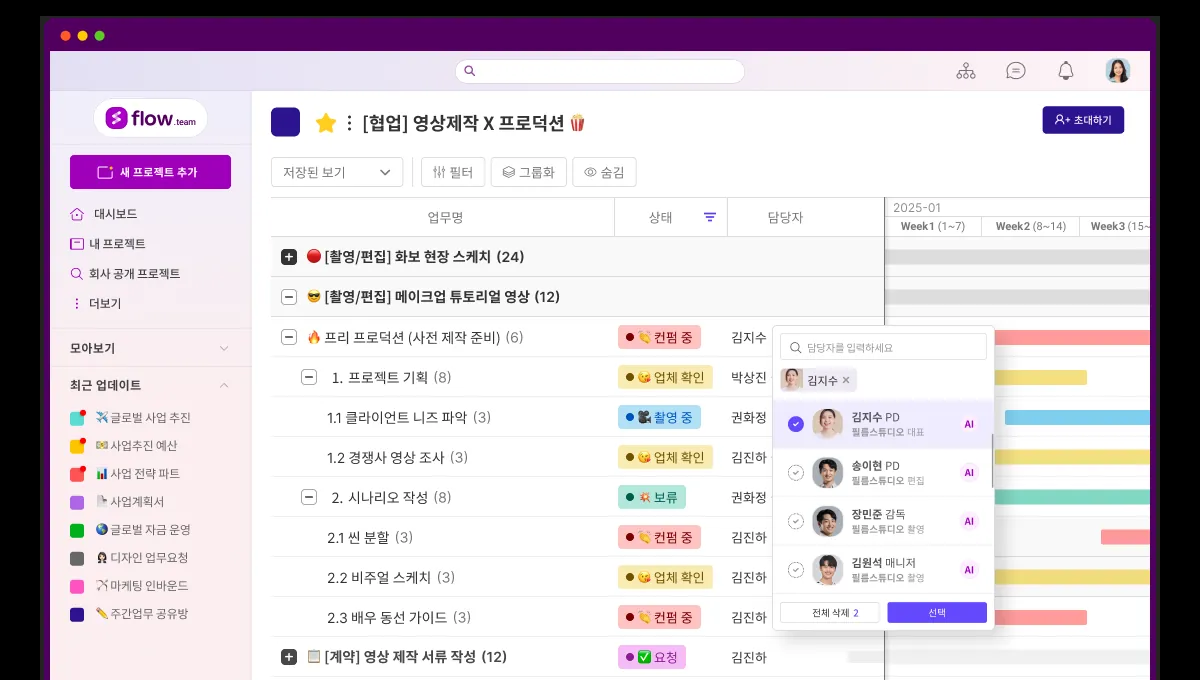 flow.team
새 프로젝트 추가
대시보드
내 프로젝트
회사 공개 프로젝트
더보기
모아보기
최근 업데이트
글로벌 사업 추진
사업추진 예산
사업 전략 파트
사업계획서
글로벌 자금 운영
디자인 업무요청
마케팅 인바운드
주간업무 공유방
[협업] 영상제작 X 프로덕션
초대하기
저장된 보기
필터
그룹화
숨김
업무명 상태 담당자
2025-01
Week1 (1~7) Week2 (8~14) Week3 (15~
[촬영/편집] 화보 현장 스케치 (24)
[촬영/편집] 메이크업 튜토리얼 영상 (12)
프리 프로덕션 (사전 제작 준비) (6) 컨펌 중 김지수
1. 프로젝트 기획 (8) 업체 확인 박상진
1.1 클라이언트 니즈 파악 (3) 촬영 중 권화정
1.2 경쟁사 영상 조사 (3) 업체 확인 김진하
2. 시나리오 작성 (8) 보류 권화정
2.1 씬 분할 (3) 컨펌 중 김진하
2.2 비주얼 스케치 (3) 업체 확인 김진하
2.3 배우 동선 가이드 (3) 컨펌 중 김진하
[계약] 영상 제작 서류 작성 (12) 요청 김진하
담당자를 입력하세요
김지수 ×
김지수 PD
필름스튜디오 대표
AI
송이현 PD
필름스튜디오 편집
AI
장민준 감독
필름스튜디오 촬영
AI
김원석 매니저
필름스튜디오 촬영
AI
전체 삭제 2
선택